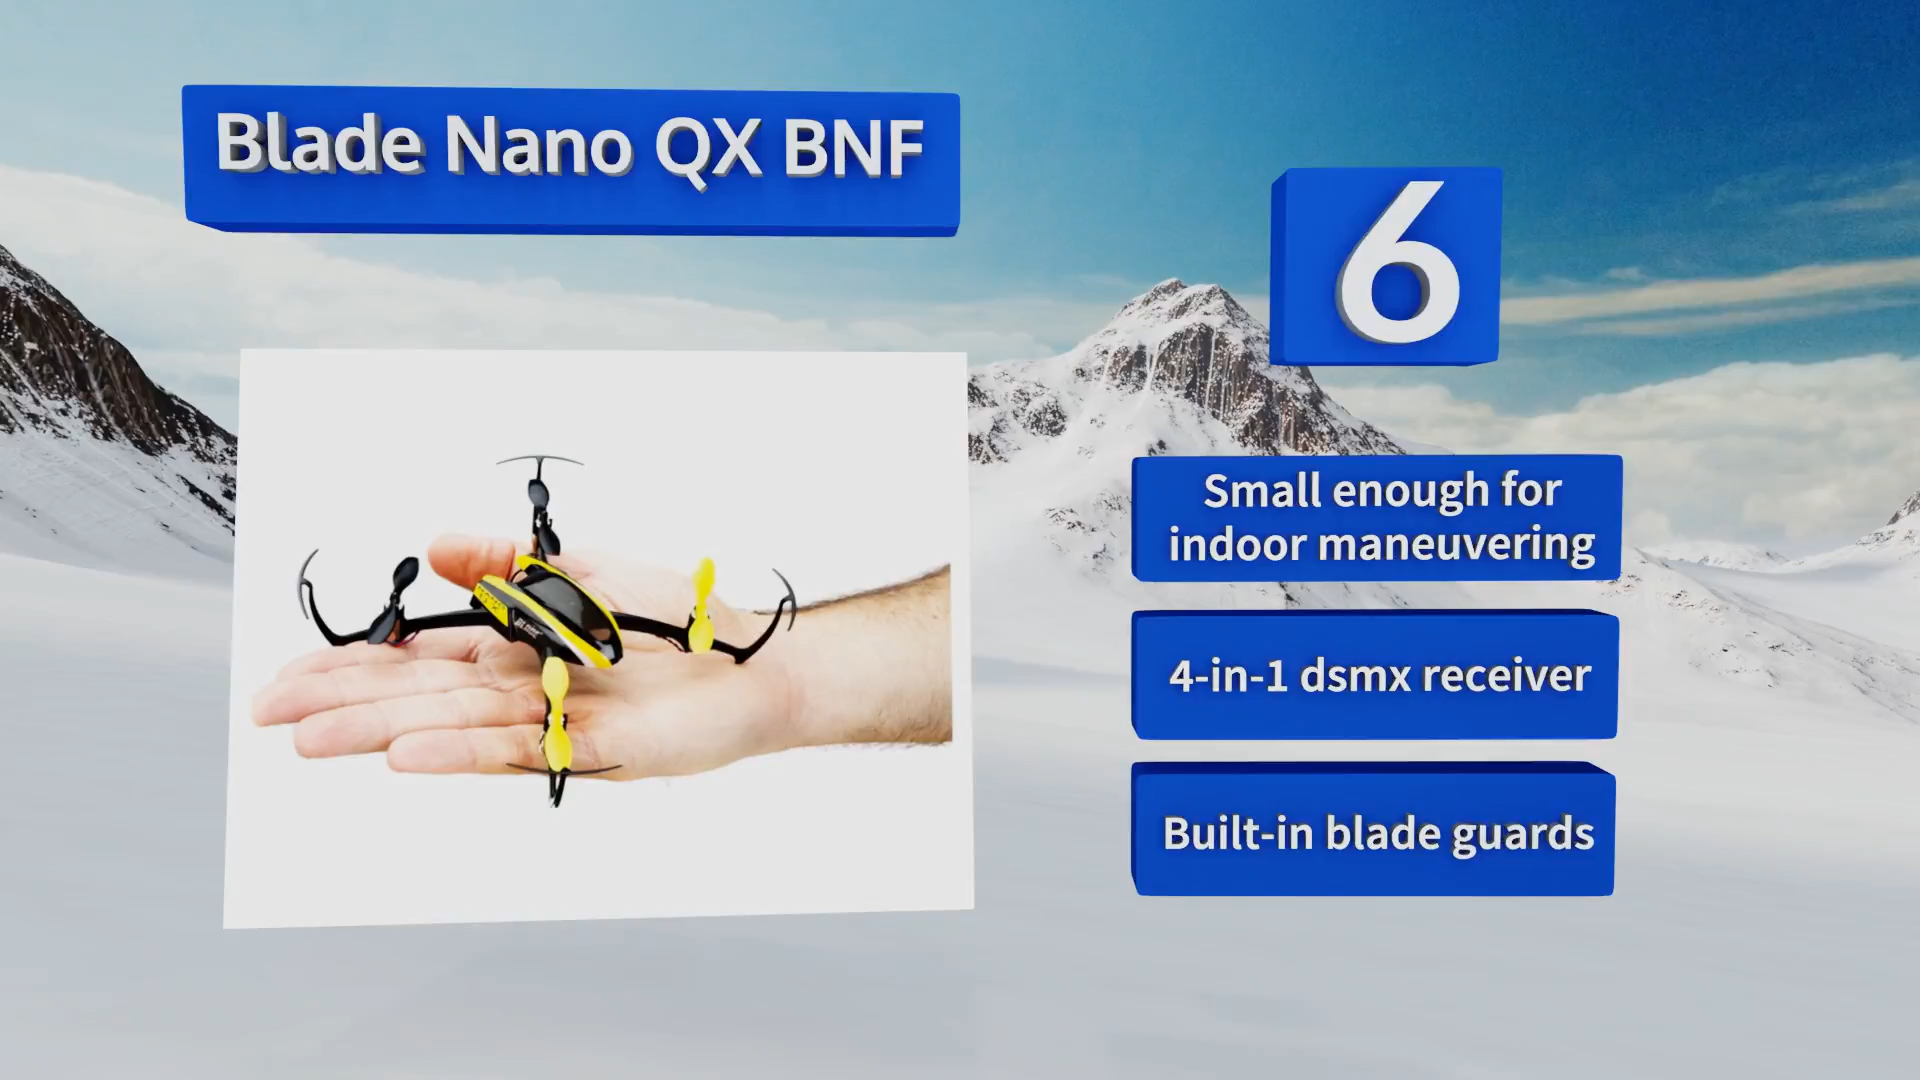 Blade Nano QX BNF
6
Small enough for
indoor maneuvering
4-in-1 dsmx receiver
Built-in blade guards